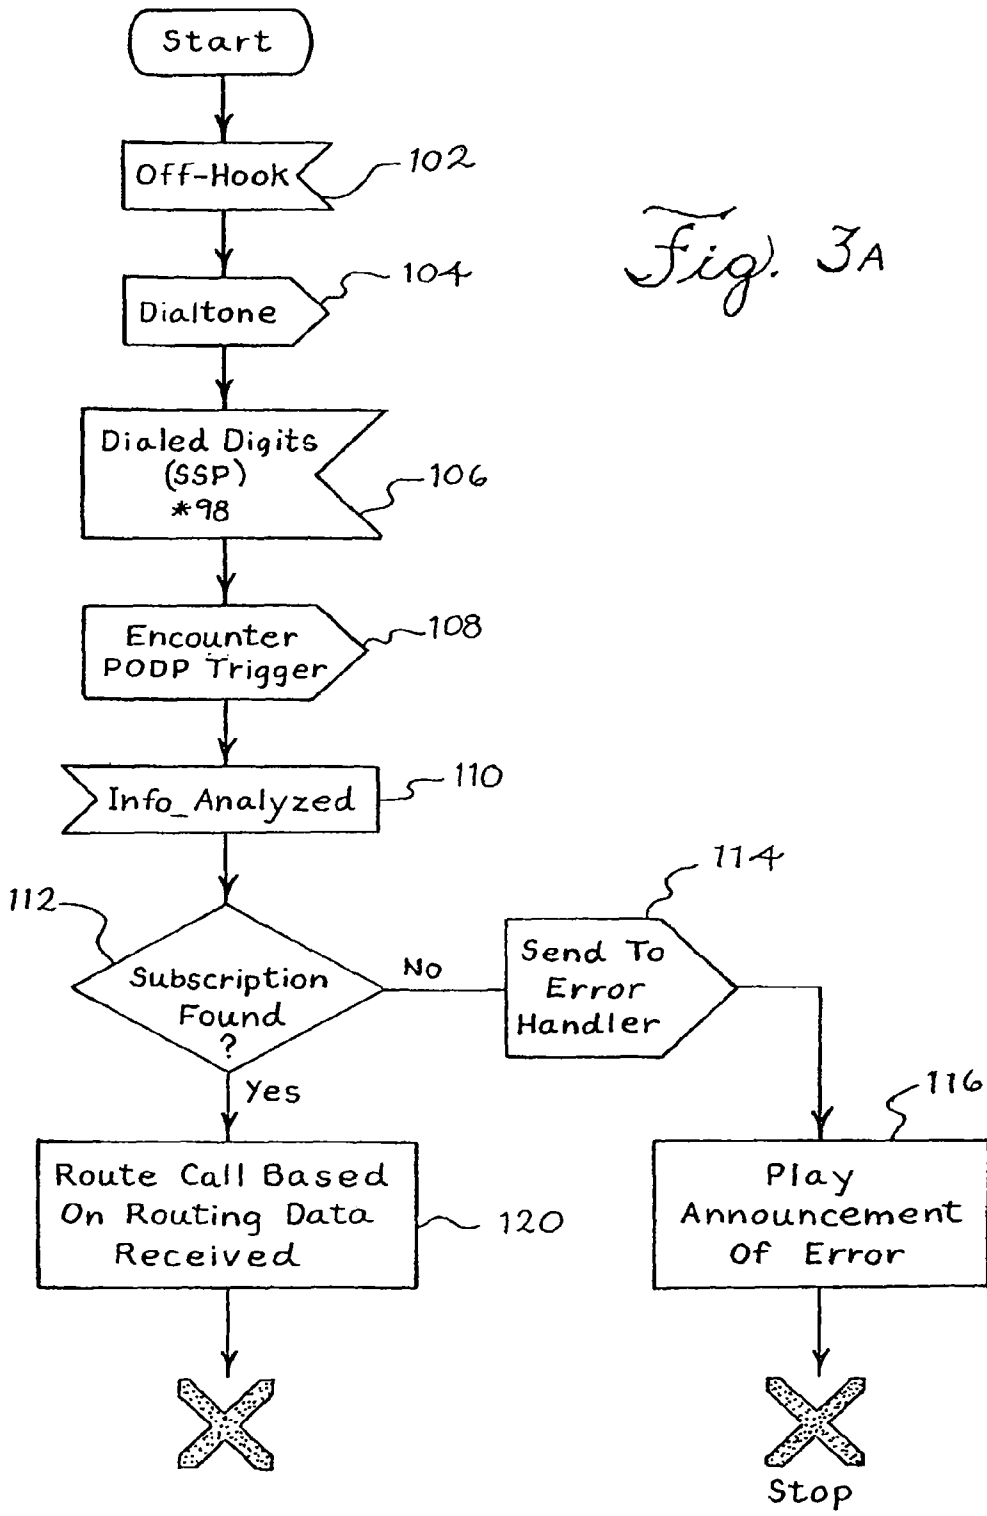 Start
Off-Hook
102
Fig. 3A
Dialtone
104
Dialed Digits
(SSP)
*98
106
Encounter
PODP Trigger
108
Info_Analyzed
110
112
Subscription
Found
?
No
Yes
Send To
Error
Handler
114
Route Call Based
On Routing Data
Received
120
Play
Announcement
Of Error
116
Stop